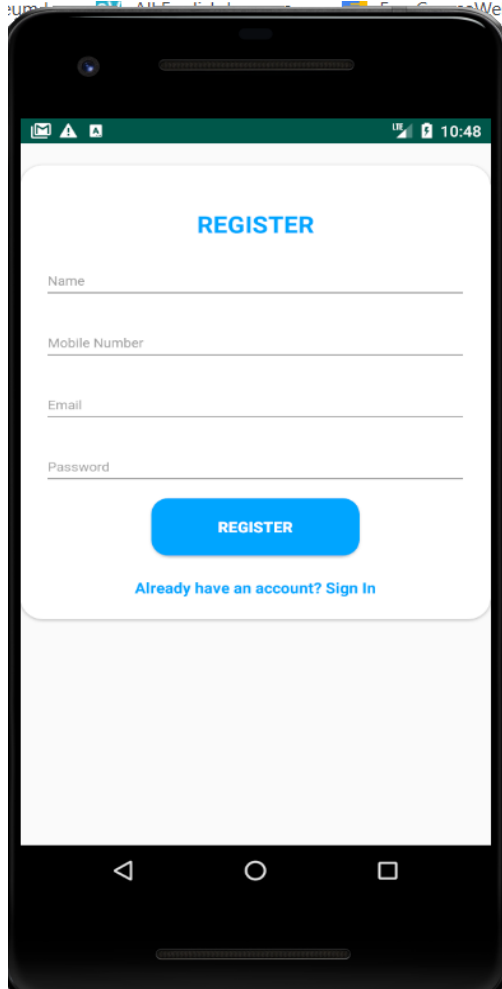 10:48
REGISTER
Name
Mobile Number
Email
Password
REGISTER
Already have an account? Sign In